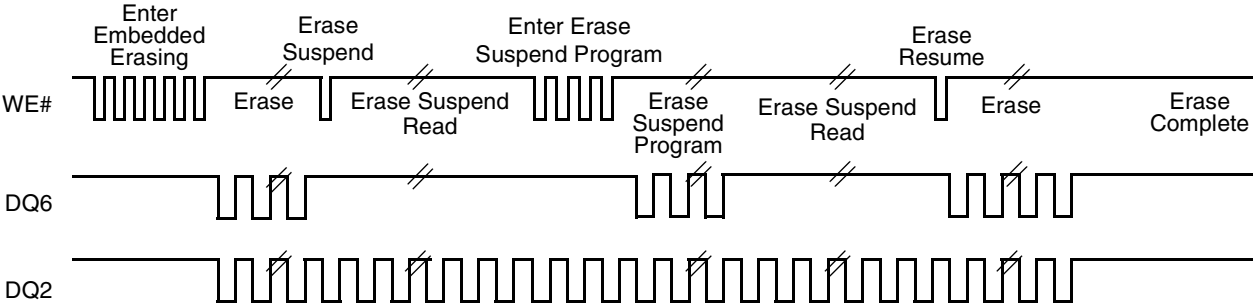 Enter
Embedded
Erasing
Erase
Suspend
Enter Erase
Suspend Program
Erase
Resume
WE#
Erase
Erase Suspend
Read
Erase
Suspend
Program
Erase Suspend
Read
Erase
Erase
Complete
DQ6
DQ2